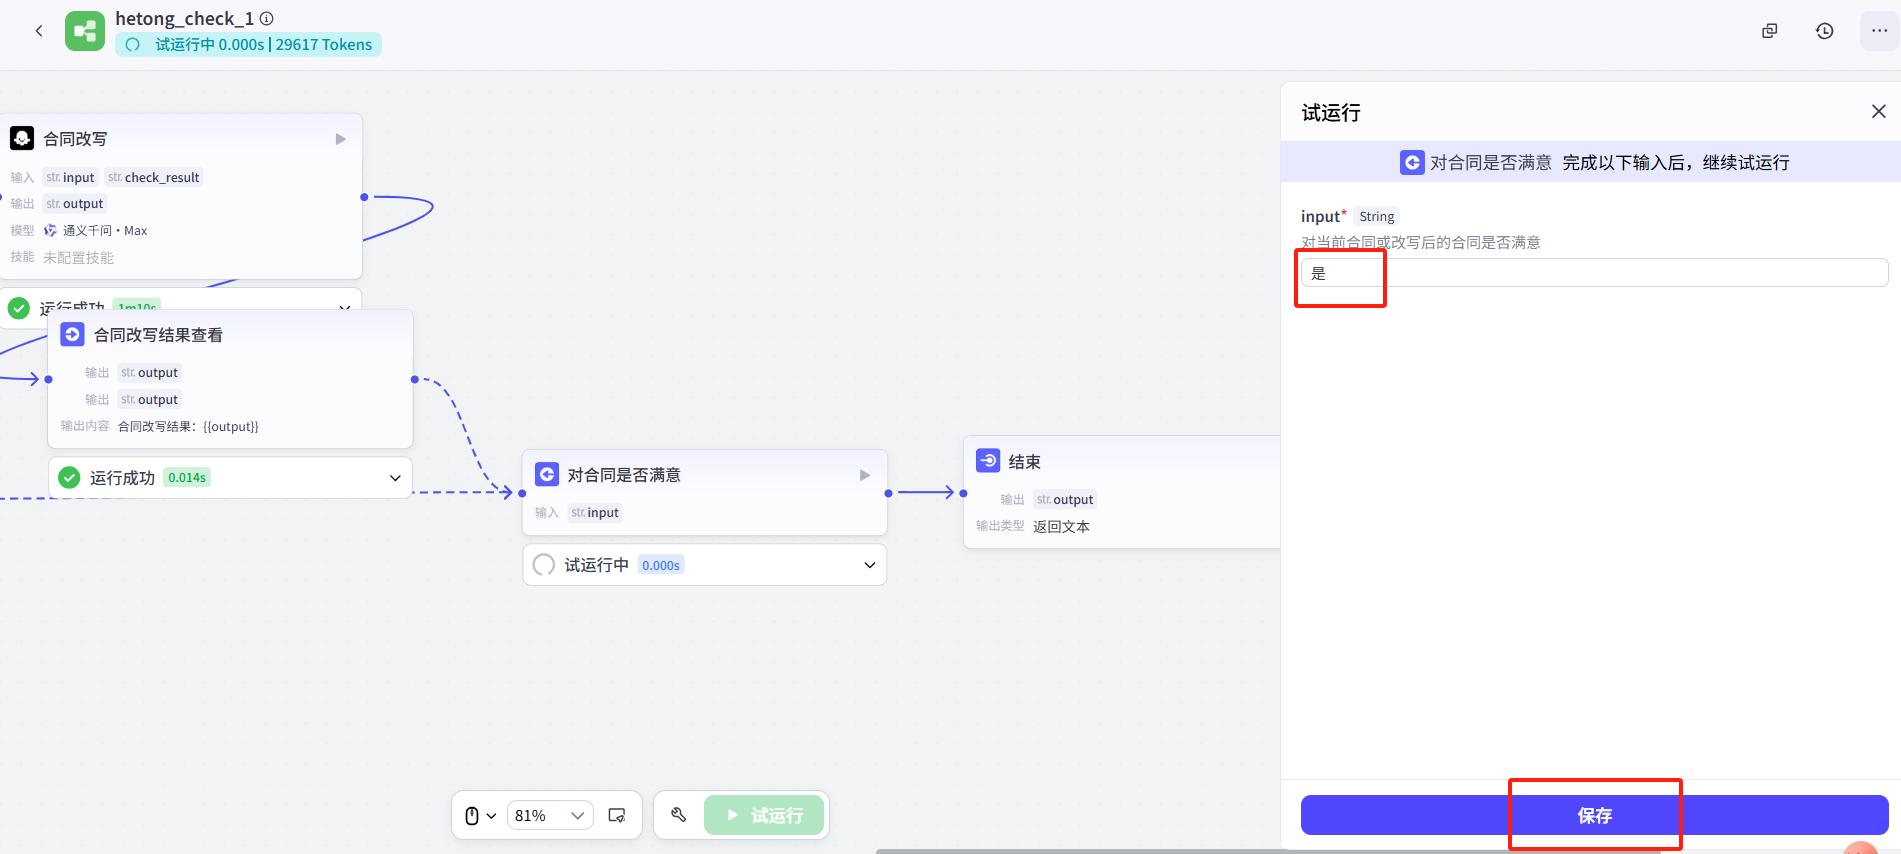 hetong_check_1
试运行中 0.000s | 29617 Tokens
合同改写
输入 str. input str. check_result
输出 str. output
模型 通义千问 · Max
技能 未配置技能
运行成功 1m10s
合同改写结果查看
输出 str. output
输出 str. output
输出内容 合同改写结果：{{output}}
运行成功 0.014s
对合同是否满意
输入 str. input
试运行中 0.000s
结束
输出 str. output
输出类型 返回文本
81%
试运行
试运行
对合同是否满意 完成以下输入后，继续试运行
input* String
对当前合同或改写后的合同是否满意
是
保存